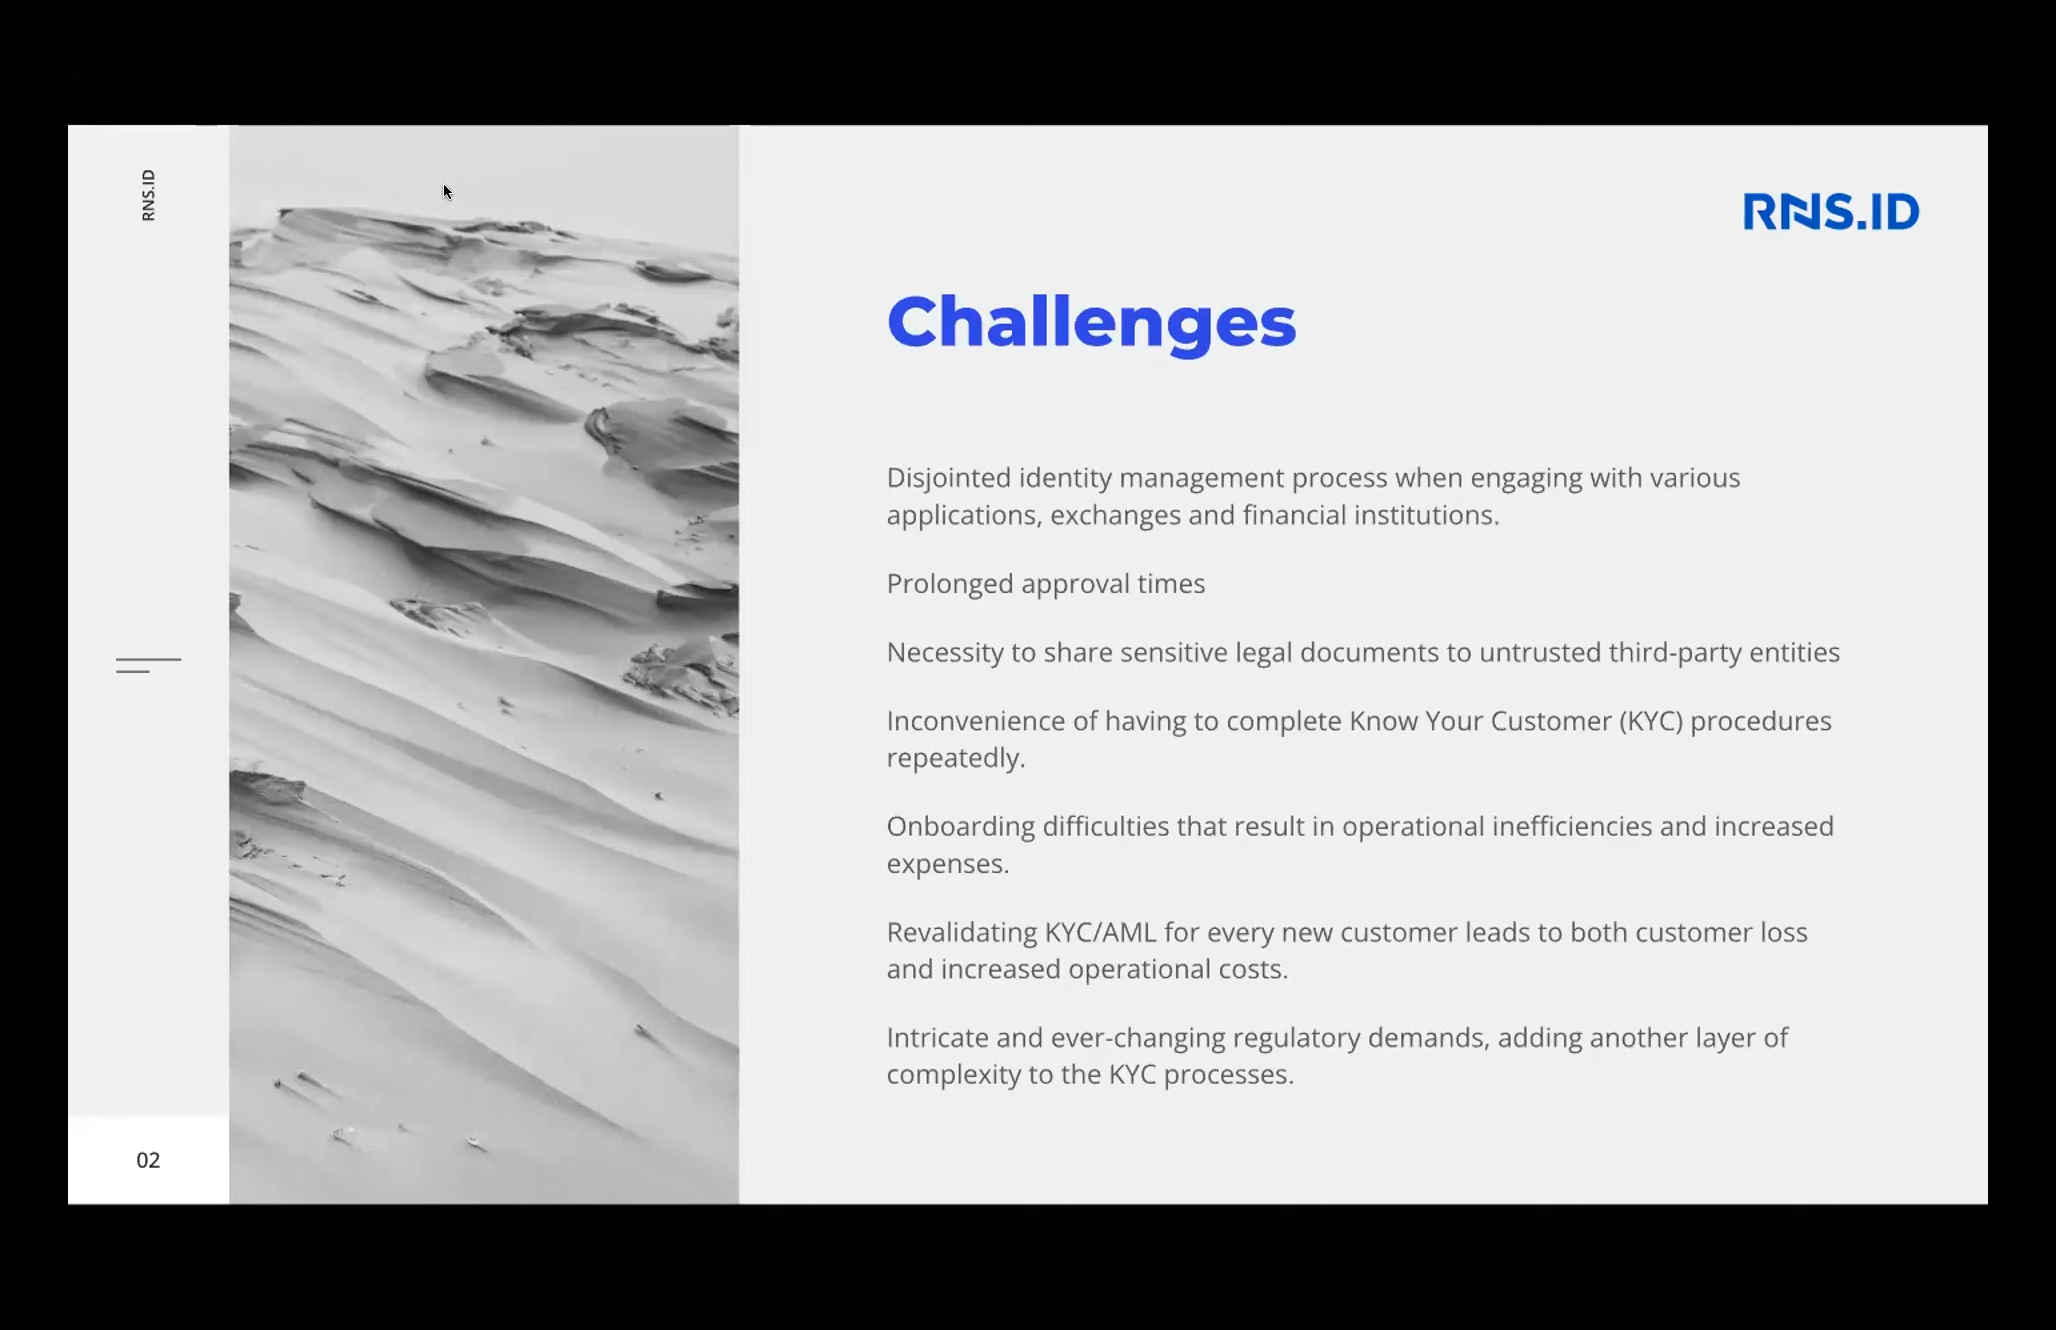 RNS.ID
RNS.ID
Challenges
Disjointed identity management process when engaging with various
applications, exchanges and financial institutions.
Prolonged approval times
Necessity to share sensitive legal documents to untrusted third-party entities
Inconvenience of having to complete Know Your Customer (KYC) procedures
repeatedly.
Onboarding difficulties that result in operational inefficiencies and increased
expenses.
Revalidating KYC/AML for every new customer leads to both customer loss
and increased operational costs.
Intricate and ever-changing regulatory demands, adding another layer of
complexity to the KYC processes.
02